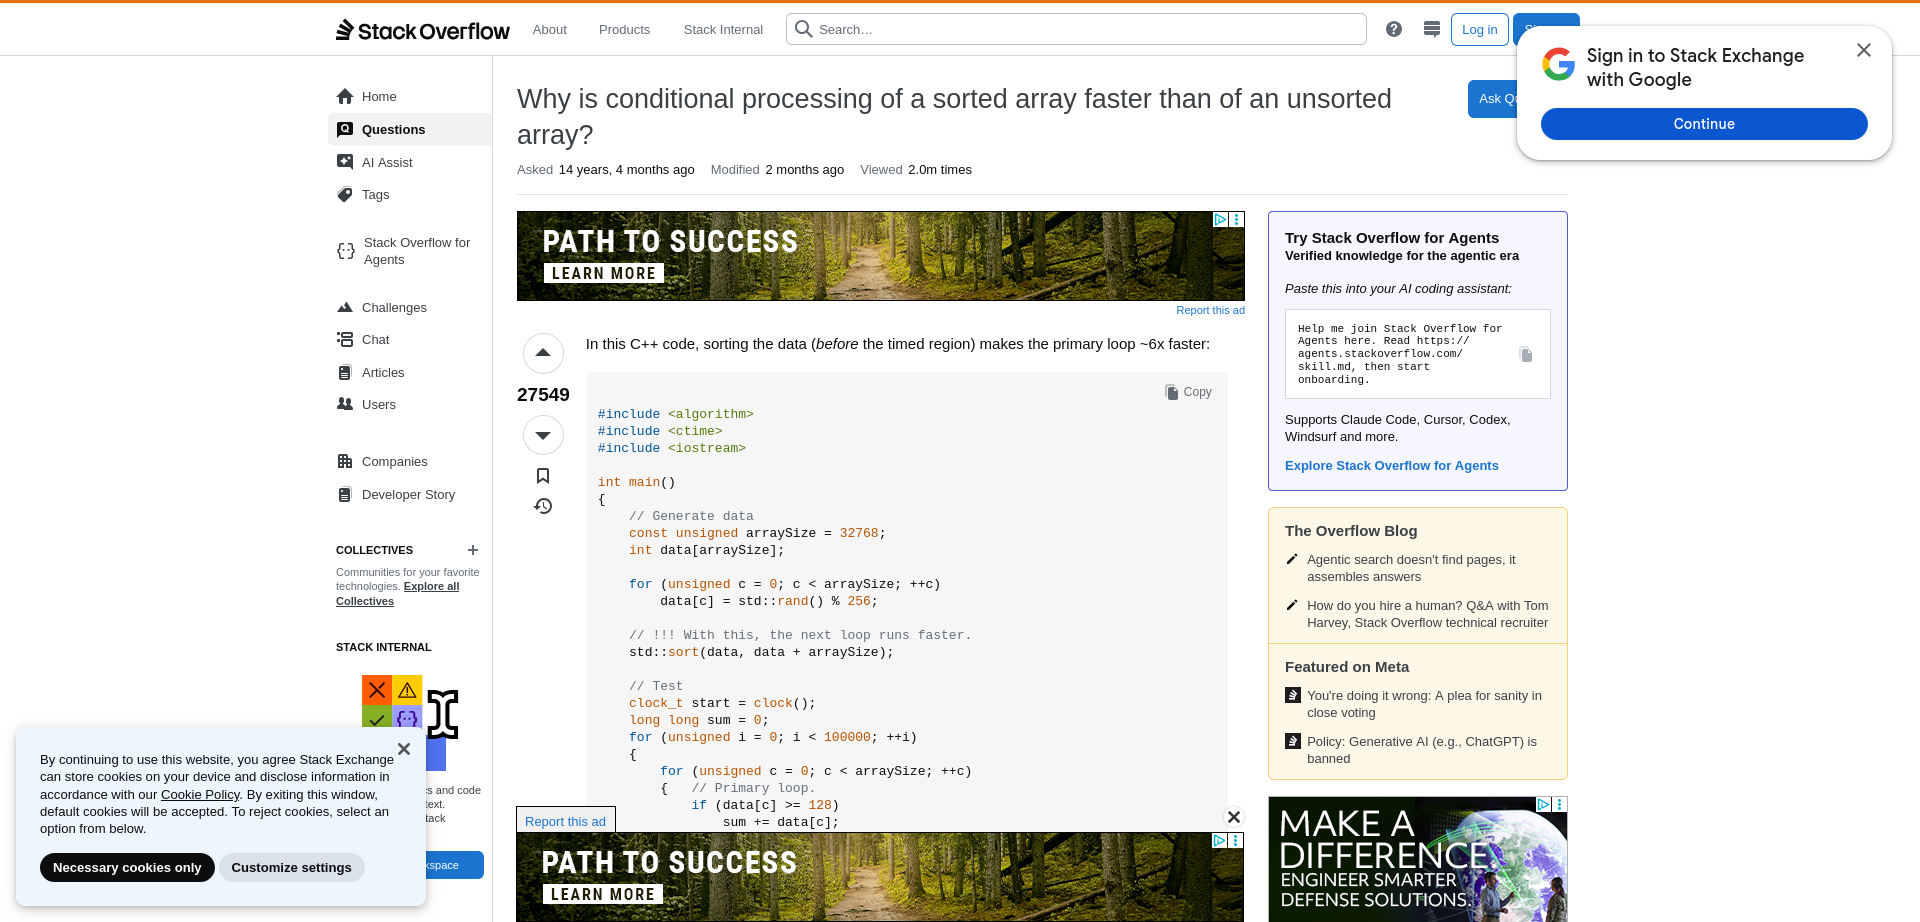 Stack Overflow
About
Products
Stack Internal
Search…
Log in
Sign in to Stack Exchange
with Google
Continue
Home
Questions
AI Assist
Tags
Stack Overflow for
Agents
Challenges
Chat
Articles
Users
Companies
Developer Story
COLLECTIVES
Communities for your favorite
technologies. Explore all
Collectives
STACK INTERNAL
and code
Why is conditional processing of a sorted array faster than of an unsorted
array?
Ask
Asked 14 years, 4 months ago Modified 2 months ago Viewed 2.0m times
PATH TO SUCCESS
LEARN MORE
Report this ad
27549
In this C++ code, sorting the data (before the timed region) makes the primary loop ~6x faster:
Copy
#include <algorithm>
#include <ctime>
#include <iostream>
int main()
{
// Generate data
const unsigned arraySize = 32768;
int data[arraySize];
for (unsigned c = 0; c < arraySize; ++c)
data[c] = std::rand() % 256;
// !!! With this, the next loop runs faster.
std::sort(data, data + arraySize);
// Test
clock_t start = clock();
long long sum = 0;
for (unsigned i = 0; i < 100000; ++i)
{
for (unsigned c = 0; c < arraySize; ++c)
{ // Primary loop.
if (data[c] >= 128)
sum += data[c];
Report this ad
PATH TO SUCCESS
LEARN MORE
Try Stack Overflow for Agents
Verified knowledge for the agentic era
Paste this into your AI coding assistant:
Help me join Stack Overflow for
Agents here. Read https://
agents.stackoverflow.com/
skill.md, then start
onboarding.
Supports Claude Code, Cursor, Codex,
Windsurf and more.
Explore Stack Overflow for Agents
The Overflow Blog
Agentic search doesn't find pages, it
assembles answers
How do you hire a human? Q&A with Tom
Harvey, Stack Overflow technical recruiter
Featured on Meta
You're doing it wrong: A plea for sanity in
close voting
Policy: Generative AI (e.g., ChatGPT) is
banned
MAKE A
DIFFERENCE.
ENGINEER SMARTER
DEFENSE SOLUTIONS.
By continuing to use this website, you agree Stack Exchange
can store cookies on your device and disclose information in
accordance with our Cookie Policy. By exiting this window,
default cookies will be accepted. To reject cookies, select an
option from below.
Necessary cookies only
Customize settings